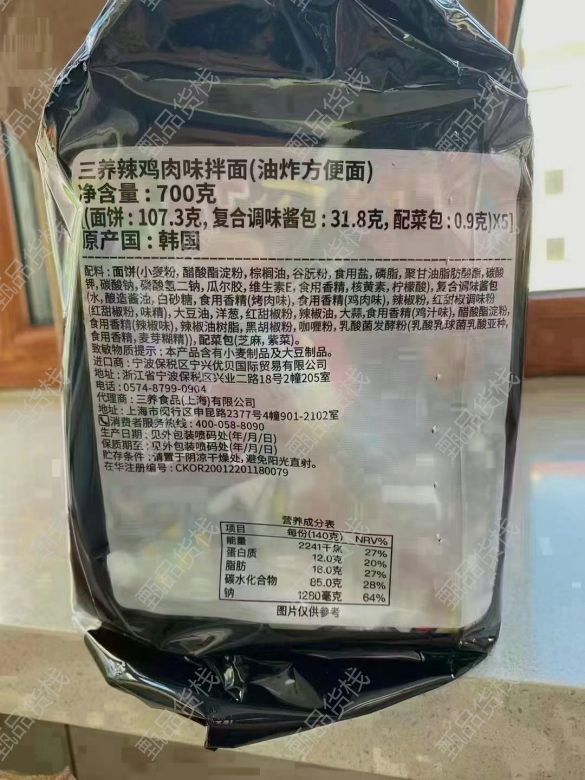 三养辣鸡肉味拌面(油炸方便面)
净含量：700克
(面饼：107.3克, 复合调味酱包：31.8克, 配菜包：0.9克)X5]
原产国：韩国
配料：面饼(小麦粉, 醋酸酯淀粉, 棕榈油, 谷朊粉, 食用盐, 磷脂, 聚甘油脂肪酸酯, 碳酸
钾, 碳酸钠, 磷酸氢二钠, 瓜尔胶, 维生素E, 食用香精, 核黄素, 柠檬酸), 复合调味酱包
(水, 酿造酱油, 白砂糖, 食用香精(烤肉味), 食用香精(鸡肉味), 辣椒粉, 红甜椒调味粉
(红甜椒粉, 味精), 大豆油, 洋葱, 红甜椒粉, 辣椒油, 大蒜, 食用香精(鸡汁味), 醋酸酯淀粉,
食用香精(辣椒味), 辣椒油树脂, 黑胡椒粉, 咖喱粉, 乳酸菌发酵粉(乳酸乳球菌乳酸亚种,
食用香精, 麦芽糊精)), 配菜包(芝麻, 紫菜)。
致敏物质提示：本产品含有小麦制品及大豆制品。
进口商：宁波保税区宁兴优贝国际贸易有限公司
地址：浙江省宁波保税区兴业二路18号2幢205室
电话：0574-8799-0904
代理商：三养食品(上海)有限公司
地址：上海市闵行区申昆路2377号4幢901-2102室
消费者服务热线：400-058-8090
生产日期：见外包装喷码处(年/月/日)
保质期至：见外包装喷码处(年/月/日)
贮存条件：请置于阴凉干燥处, 避免阳光直射。
在华注册编号：CKOR20012201180079
营养成分表
项目 每份(140克) NRV%
能量 2241千焦 27%
蛋白质 12.0克 20%
脂肪 16.0克 27%
碳水化合物 85.0克 28%
钠 1280毫克 64%
图片仅供参考
甄品货栈